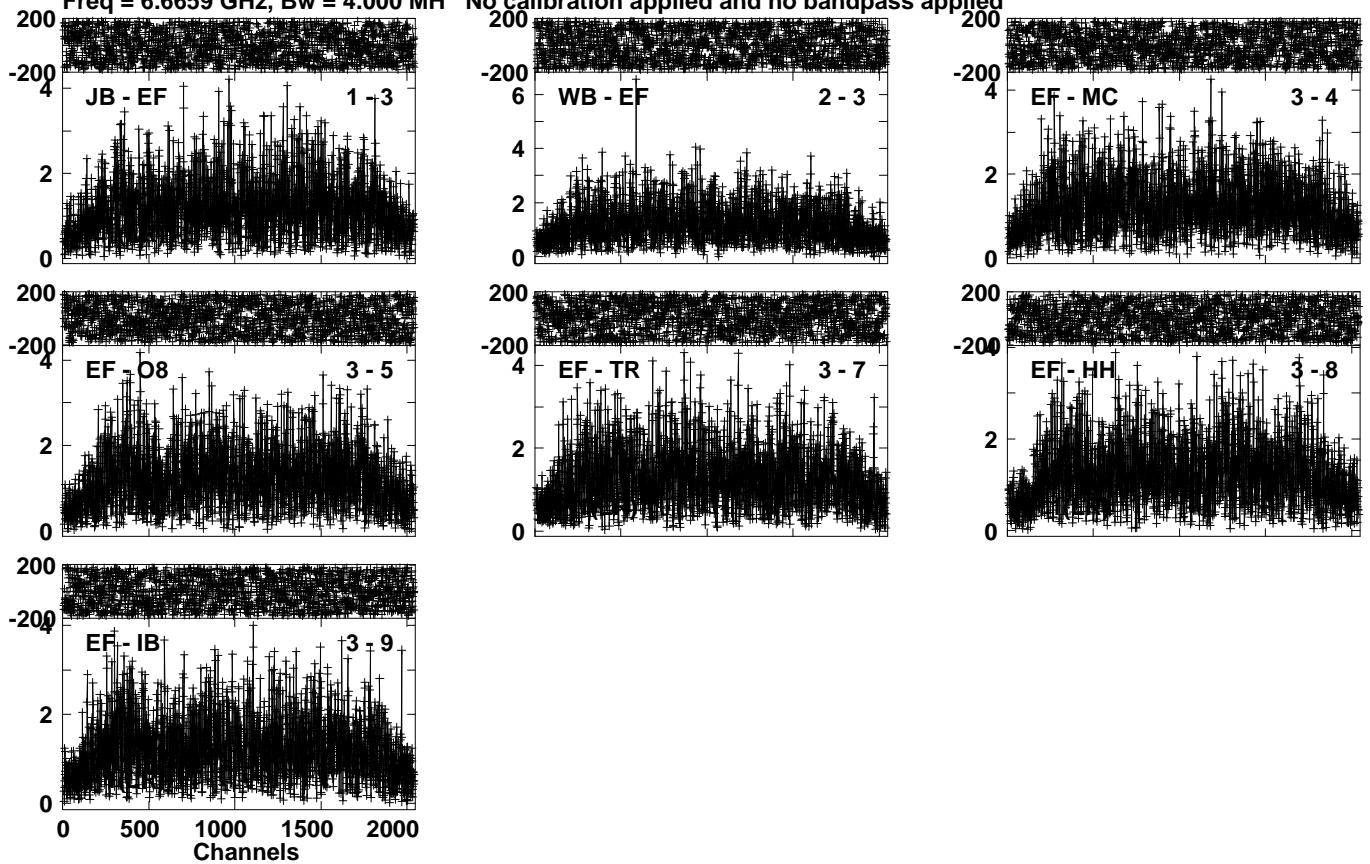 Freq = 6.6659 GHz, Bw = 4.000 MH No calibration applied and no bandpass applied
200 200 200
-200 -200 -200
JB - EF 1 - 3 WB - EF 2 - 3 EF - MC 3 - 4
4 6 4
2 4 2
0 2 0
0
200 200 200
-200 -200 -200
EF - O8 3 - 5 EF - TR 3 - 7 EF - HH 3 - 8
4 4 4
2 2 2
0 0 0
200
-200
EF - IB 3 - 9
4
2
0
0 500 1000 1500 2000
Channels